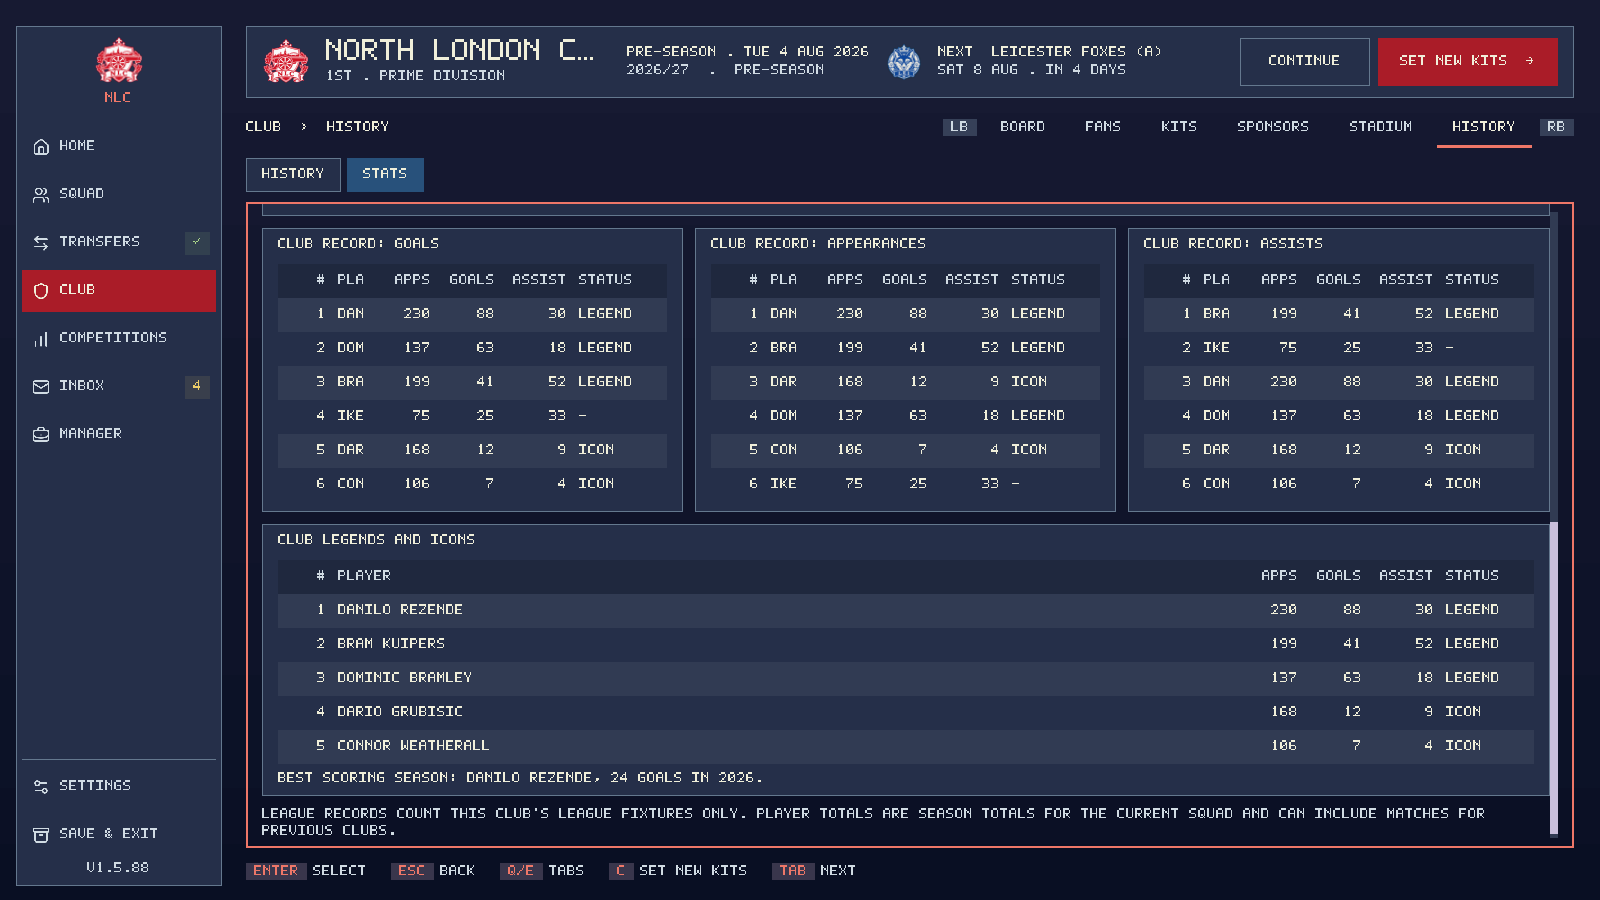 NLC
HOME
SQUAD
TRANSFERS ✓
CLUB
COMPETITIONS
INBOX 4
MANAGER
SETTINGS
SAVE & EXIT
V1.5.88
NORTH LONDON C...
1ST . PRIME DIVISION
PRE-SEASON . TUE 4 AUG 2026
2026/27 . PRE-SEASON
NEXT LEICESTER FOXES (A)
SAT 8 AUG . IN 4 DAYS
CONTINUE
SET NEW KITS →
CLUB › HISTORY
LB BOARD FANS KITS SPONSORS STADIUM HISTORY RB
HISTORY STATS
CLUB RECORD: GOALS
# PLA APPS GOALS ASSIST STATUS
1 DAN 230 88 30 LEGEND
2 DOM 137 63 18 LEGEND
3 BRA 199 41 52 LEGEND
4 IKE 75 25 33 -
5 DAR 168 12 9 ICON
6 CON 106 7 4 ICON
CLUB RECORD: APPEARANCES
# PLA APPS GOALS ASSIST STATUS
1 DAN 230 88 30 LEGEND
2 BRA 199 41 52 LEGEND
3 DAR 168 12 9 ICON
4 DOM 137 63 18 LEGEND
5 CON 106 7 4 ICON
6 IKE 75 25 33 -
CLUB RECORD: ASSISTS
# PLA APPS GOALS ASSIST STATUS
1 BRA 199 41 52 LEGEND
2 IKE 75 25 33 -
3 DAN 230 88 30 LEGEND
4 DOM 137 63 18 LEGEND
5 DAR 168 12 9 ICON
6 CON 106 7 4 ICON
CLUB LEGENDS AND ICONS
# PLAYER APPS GOALS ASSIST STATUS
1 DANILO REZENDE 230 88 30 LEGEND
2 BRAM KUIPERS 199 41 52 LEGEND
3 DOMINIC BRAMLEY 137 63 18 LEGEND
4 DARIO GRUBISIC 168 12 9 ICON
5 CONNOR WEATHERALL 106 7 4 ICON
BEST SCORING SEASON: DANILO REZENDE, 24 GOALS IN 2026.
LEAGUE RECORDS COUNT THIS CLUB'S LEAGUE FIXTURES ONLY. PLAYER TOTALS ARE SEASON TOTALS FOR THE CURRENT SQUAD AND CAN INCLUDE MATCHES FOR
PREVIOUS CLUBS.
ENTER SELECT ESC BACK Q/E TABS C SET NEW KITS TAB NEXT